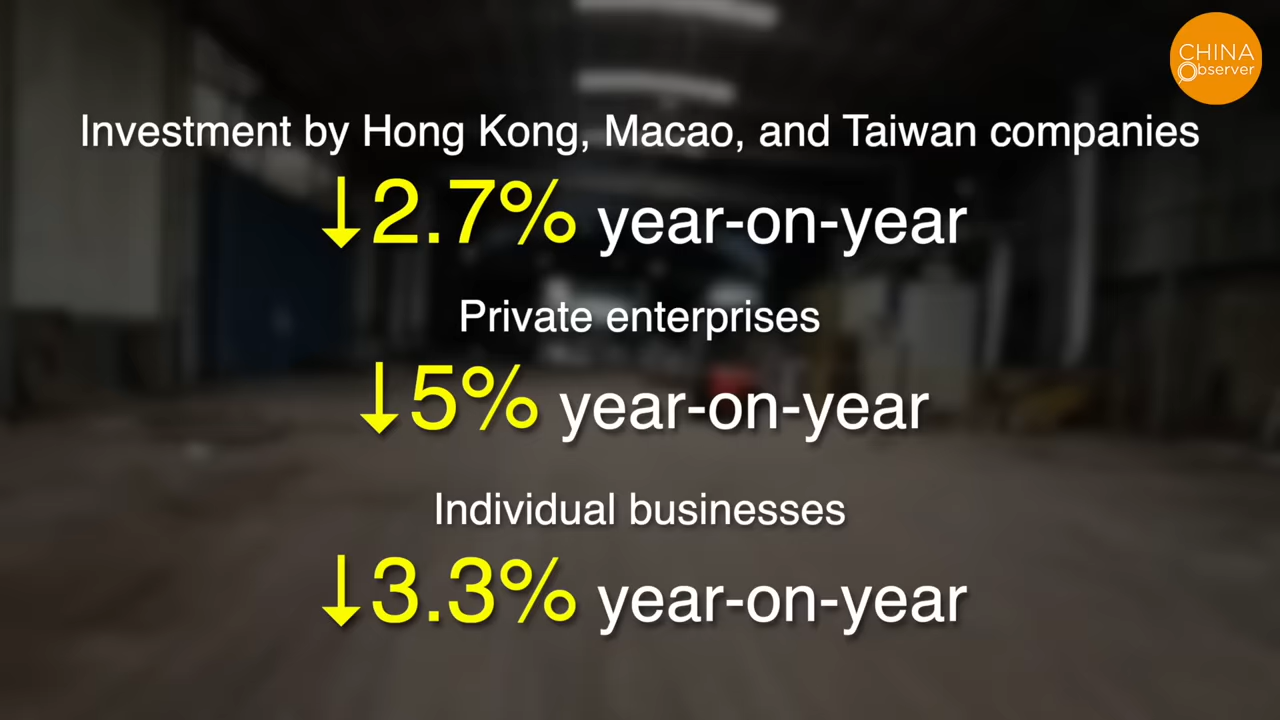 CHINA
Observer
Investment by Hong Kong, Macao, and Taiwan companies
↓2.7% year-on-year
Private enterprises
↓5% year-on-year
Individual businesses
↓3.3% year-on-year